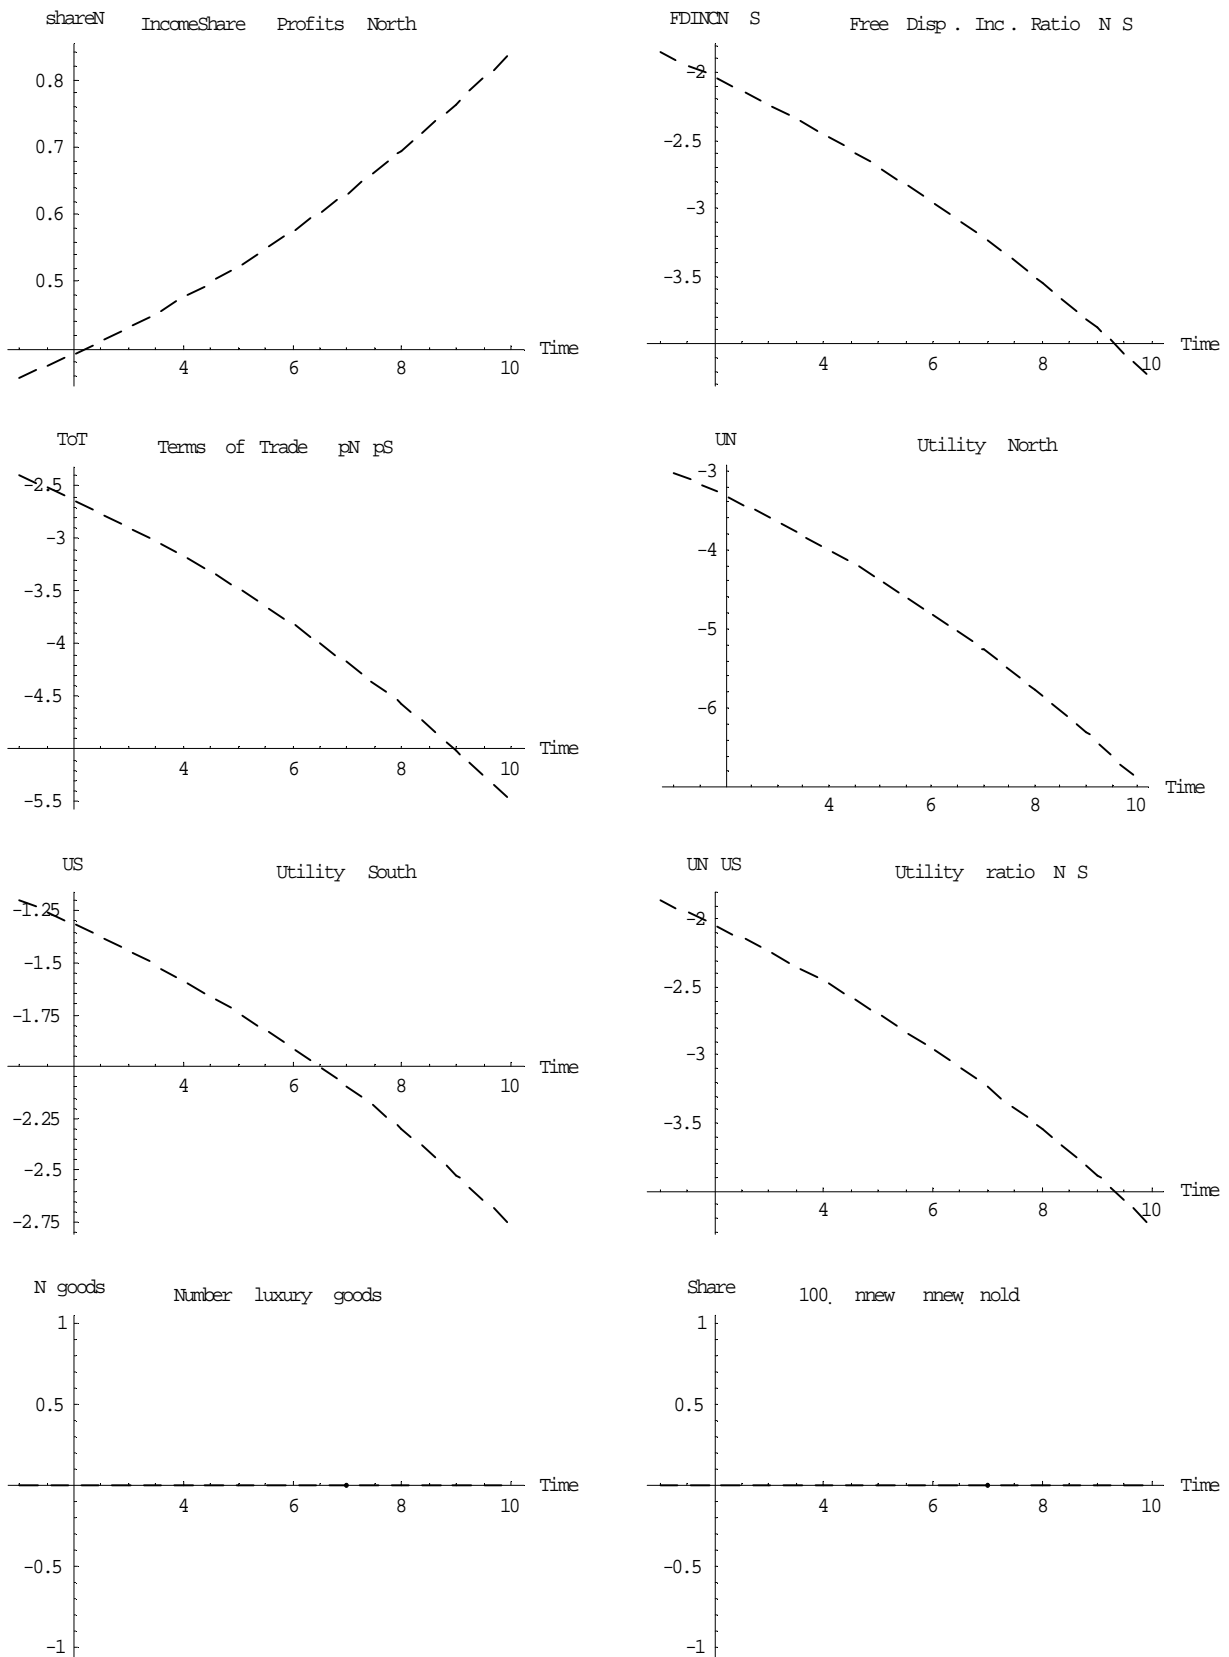 shareN IncomeShare Profits North
0.8
0.7
0.6
0.5
4 6 8 10 Time
FDINCN S Free Disp. Inc. Ratio N S
-2
-2.5
-3
-3.5
4 6 8 10 Time
ToT Terms of Trade pN pS
-2.5
-3
-3.5
-4
-4.5
4 6 8 10 Time
-5.5
UN Utility North
-3
-4
-5
-6
4 6 8 10 Time
US Utility South
-1.25
-1.5
-1.75
4 6 8 10 Time
-2.25
-2.5
-2.75
UN US Utility ratio N S
-2
-2.5
-3
-3.5
4 6 8 10 Time
N goods Number luxury goods
1
0.5
4 6 8 10 Time
-0.5
-1
Share 100. nnew nnew. nold
1
0.5
4 6 8 10 Time
-0.5
-1